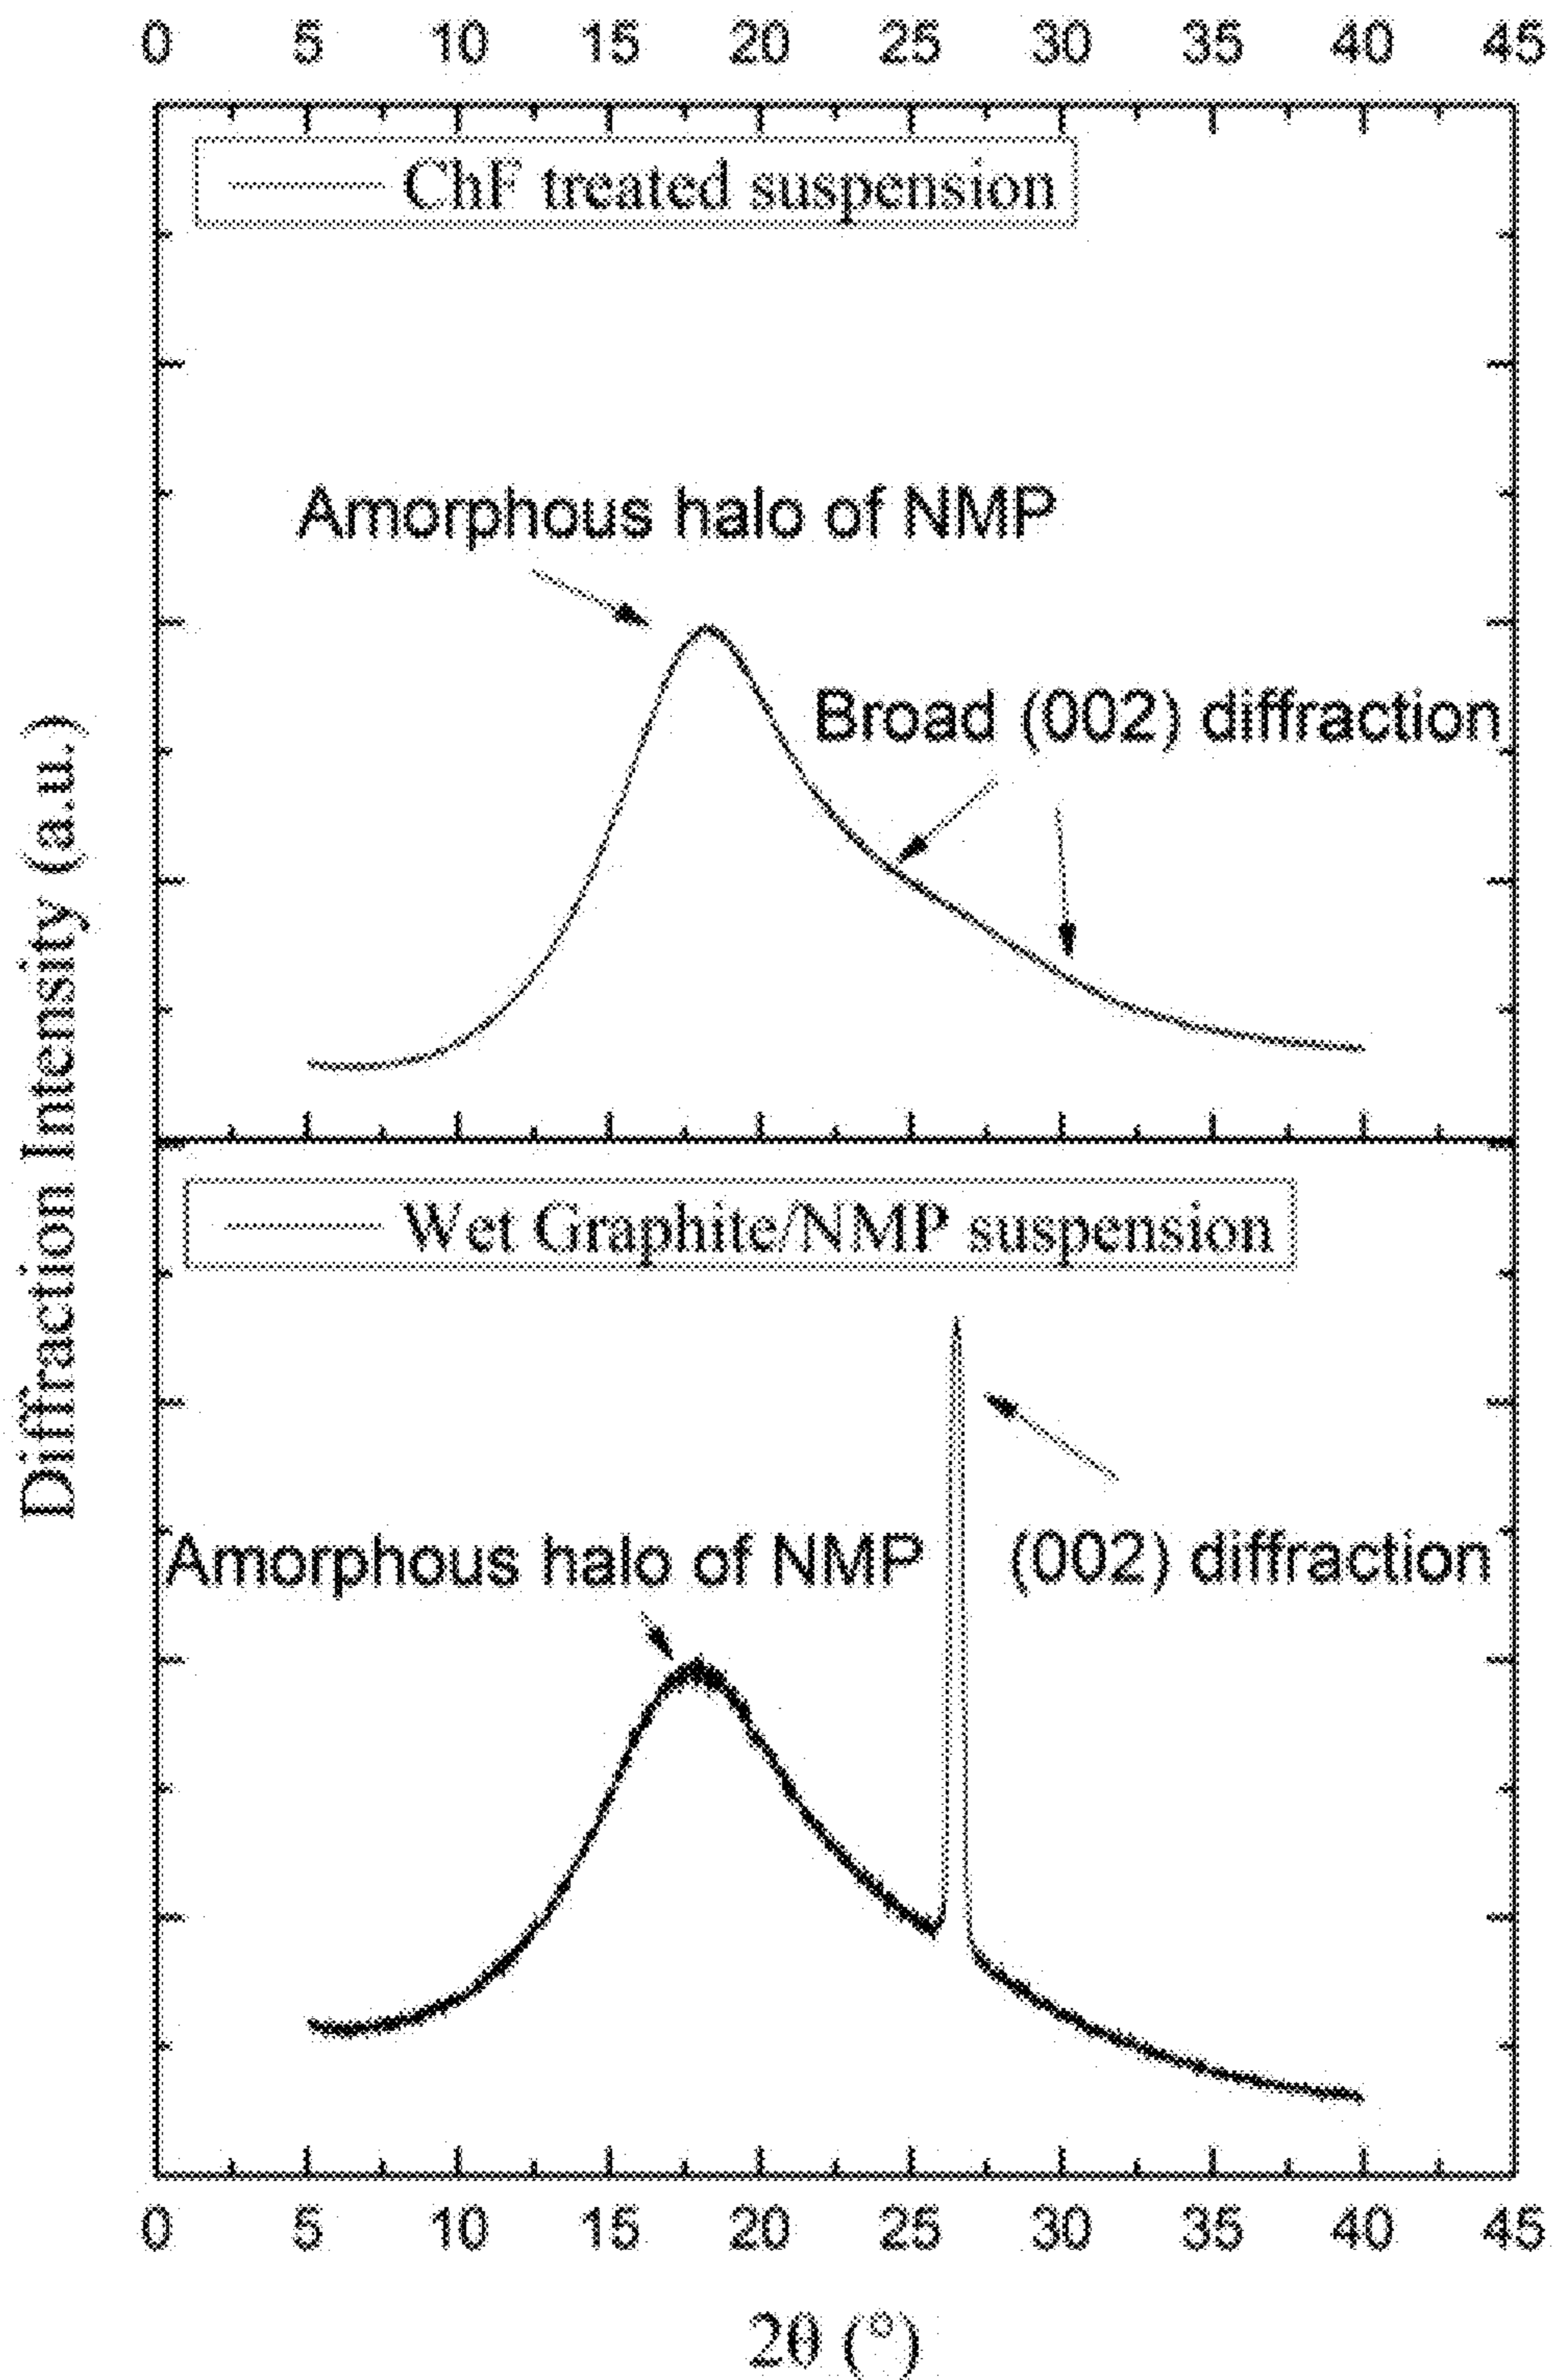 0 5 10 15 20 25 30 35 40 45
ChF treated suspension
Amorphous halo of NMP
Broad (002) diffraction
Diffraction Intensity (a.u.)
Wet Graphite/NMP suspension
Amorphous halo of NMP
(002) diffraction
0 5 10 15 20 25 30 35 40 45
2θ (°)